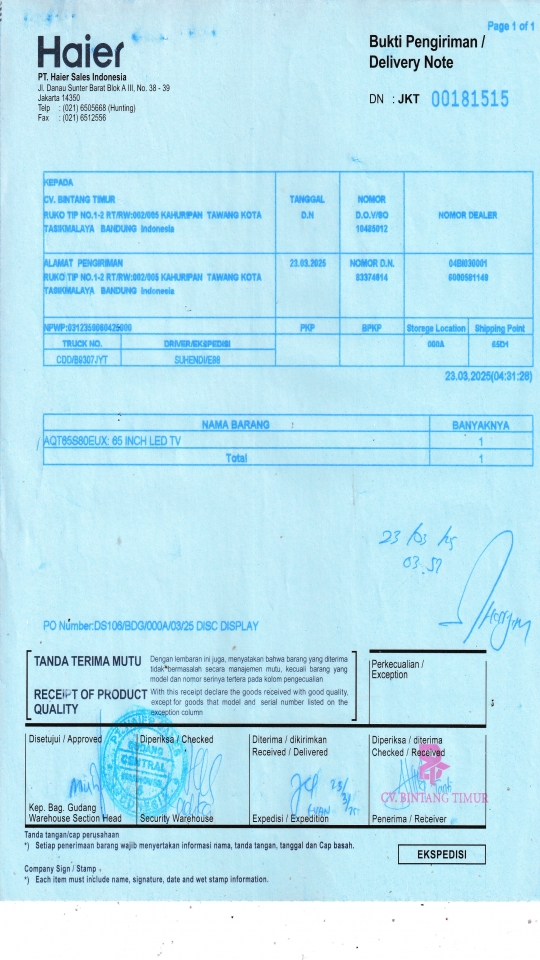 Page 1 of 1
Haier
Bukti Pengiriman /
Delivery Note
PT. Haier Sales Indonesia
Jl. Danau Sunter Barat Blok A III, No. 38 - 39
Jakarta 14350
Telp : (021) 6505668 (Hunting)
Fax : (021) 6512556
DN : JKT 00181515
KEPADA
CV. BINTANG TIMUR
RUKO TIP NO.1-2 RT/RW:002/005 KAHURIPAN TAWANG KOTA
TASIKMALAYA BANDUNG Indonesia
TANGGAL
D.N
NOMOR
D.O.V/SO
10485012
NOMOR DEALER
ALAMAT PENGIRIMAN
RUKO TIP NO.1-2 RT/RW:002/005 KAHURIPAN TAWANG KOTA
TASIKMALAYA BANDUNG Indonesia
23.03.2025
NOMOR D.N.
83374614
PKP
BPKP
Storege Location
Shipping Point
TRUCK NO.
DRIVER/EKSPEDISI
000A
65D1
CDD/B9307JYT
23.03.2025(04:31:26)
NAMA BARANG
BANYAKNYA
AQT65S80EUX: 65 INCH LED TV
1
Total
1
23
03.51
PO Number:DS106/BDG/000A/03/25 DISC DISPLAY
TANDA TERIMA MUTU
Dengan lembaran ini juga, menyatakan bahwa barang yang diterima
tidak bermasalah secara manajemen mutu, kecuali barang yang
model dan nomor serinya tertera pada kolom pengecualian
RECEIPT OF PRODUCT
QUALITY
With this receipt declare the goods received with good quality,
except for goods that model and serial number listed on the
exception column
Perkecualian /
Exception
Disetujui / Approved
Diperiksa / Checked
Diterima / dikirimkan
Received / Delivered
Diperiksa / diterima
Checked / Received
GUDANG
CENTRAL
CV. BINTANG TIMUR
Kep. Bag. Gudang
Warehouse Section Head
Security Warehouse
Expedisi / Expedition
Penerima / Receiver
Tanda tangan/cap perusahaan
*) Setiap penerimaan barang wajib menyertakan informasi nama, tanda tangan, tanggal dan Cap basah.
EKSPEDISI
Company Sign / Stamp
*) Each item must include name, signature, date and wet stamp information.